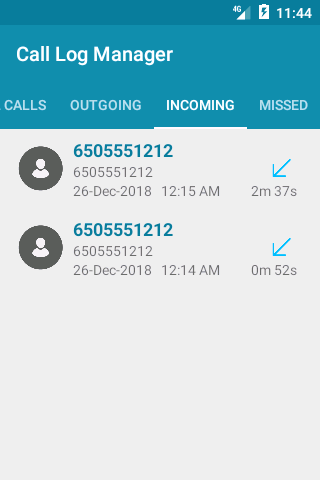 4G 11:44
Call Log Manager
CALLS OUTGOING INCOMING MISSED
6505551212
6505551212
26-Dec-2018 12:15 AM 2m 37s
6505551212
6505551212
26-Dec-2018 12:14 AM 0m 52s